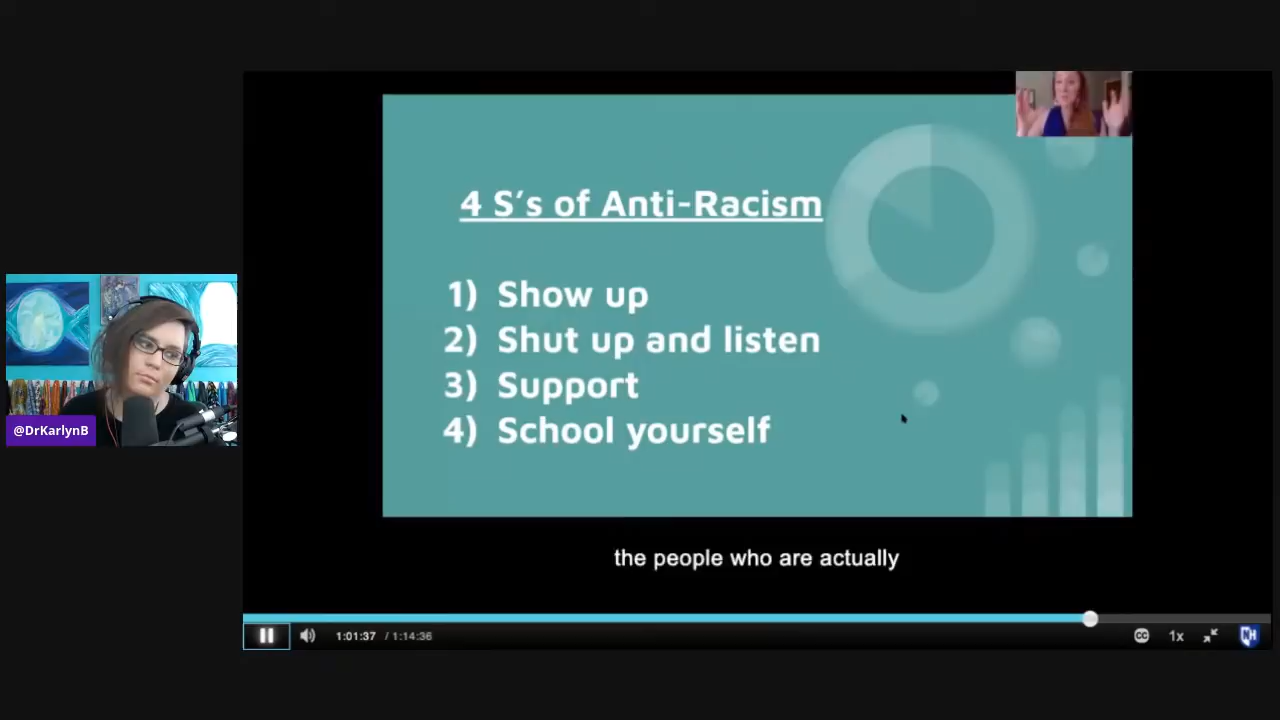 4 S's of Anti-Racism
1) Show up
2) Shut up and listen
3) Support
4) School yourself
@DrKarlynB
the people who are actually
1:01:37 / 1:14:36
CC
1x